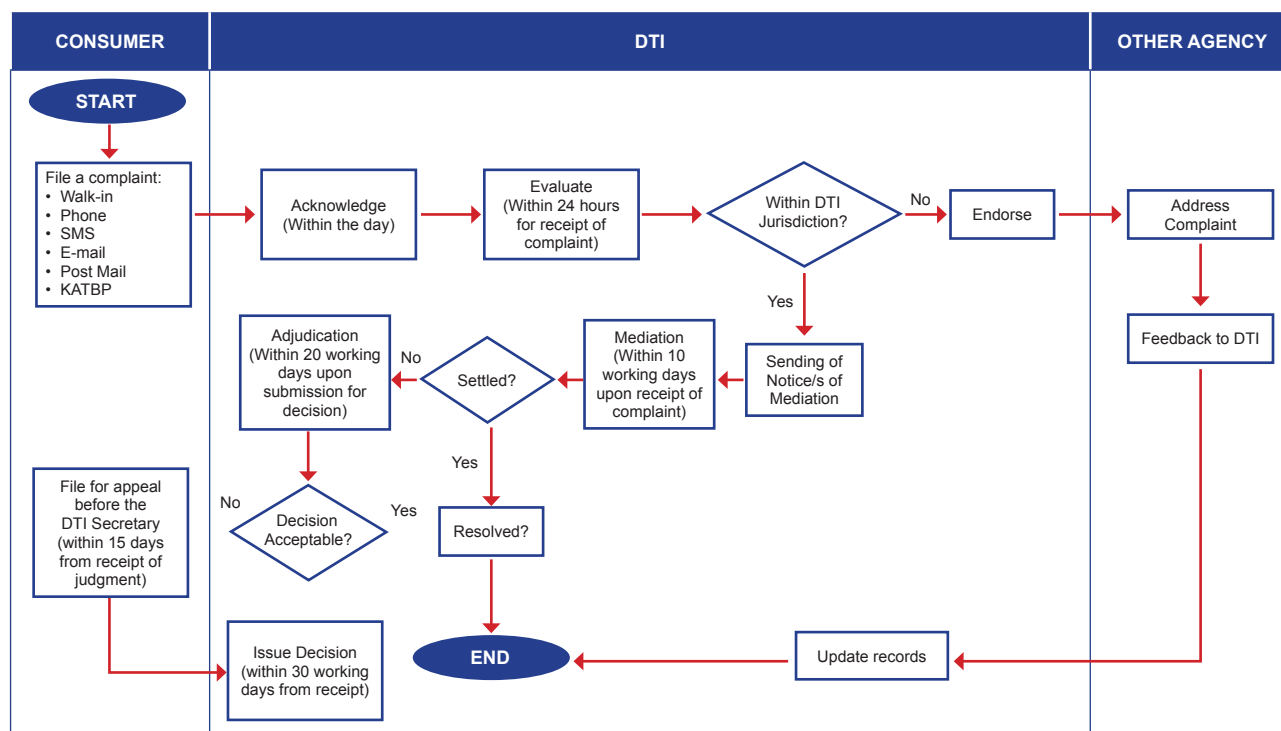 CONSUMER
DTI
OTHER AGENCY
START
File a complaint:
• Walk-in
• Phone
• SMS
• E-mail
• Post Mail
• KATBP
Acknowledge
(Within the day)
Evaluate
(Within 24 hours
for receipt of
complaint)
Within DTI
Jurisdiction?
No
Endorse
Address
Complaint
Yes
Feedback to DTI
Sending of
Notice/s of
Mediation
Mediation
(Within 10
working days
upon receipt of
complaint)
Settled?
No
Adjudication
(Within 20 working
days upon
submission for
decision)
Yes
File for appeal
before the
DTI Secretary
(within 15 days
from receipt of
judgment)
No
Decision
Acceptable?
Yes
Resolved?
Issue Decision
(within 30 working
days from receipt)
END
Update records